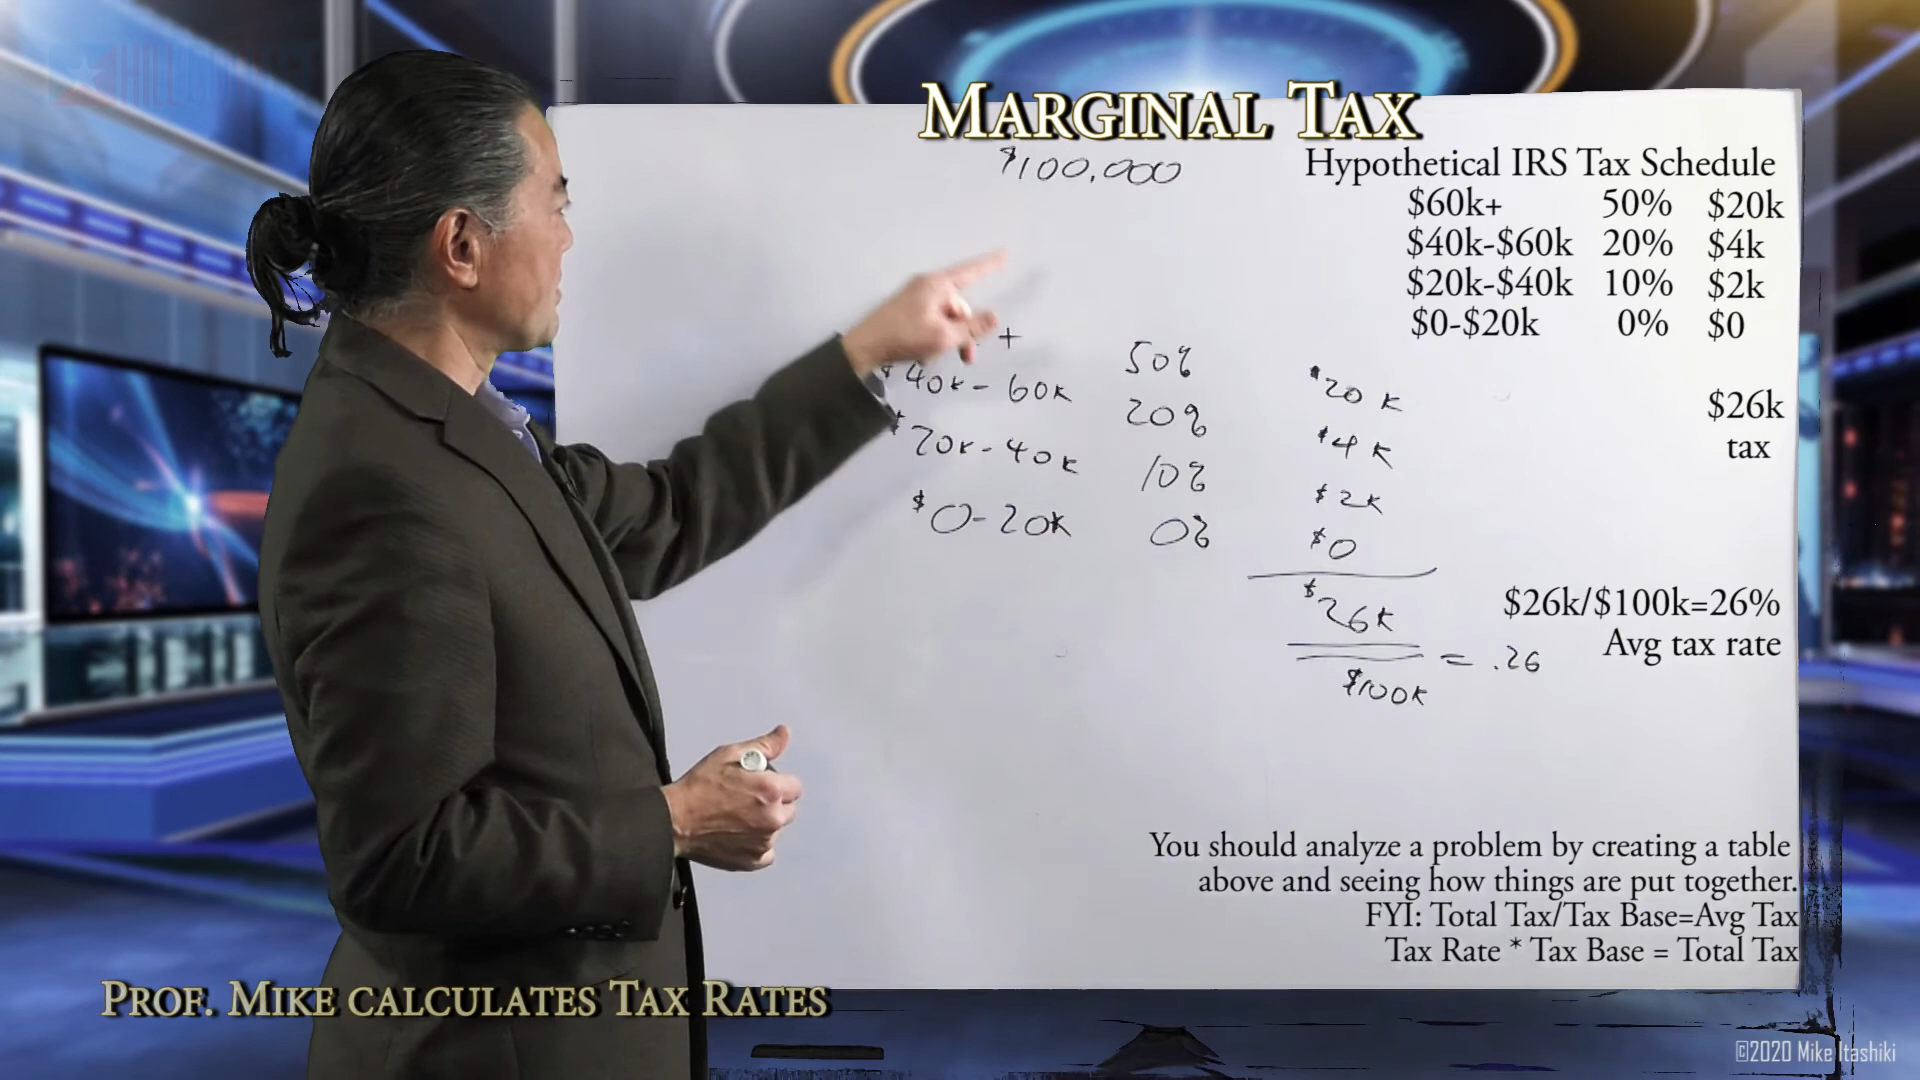 MARGINAL TAX
$100,000
Hypothetical IRS Tax Schedule
$60k+ 50% $20k
$40k-$60k 20% $4k
$20k-$40k 10% $2k
$0-$20k 0% $0
$26k
tax
+ 50% $20K
$40K-60K 20% $4K
$20K-40K 10% $2K
$0-20K 0% $0
$26K
$100K
= .26
$26k/$100k=26%
Avg tax rate
You should analyze a problem by creating a table
above and seeing how things are put together.
FYI: Total Tax/Tax Base=Avg Tax
Tax Rate * Tax Base = Total Tax
PROF. MIKE CALCULATES TAX RATES
©2020 Mike Itashiki